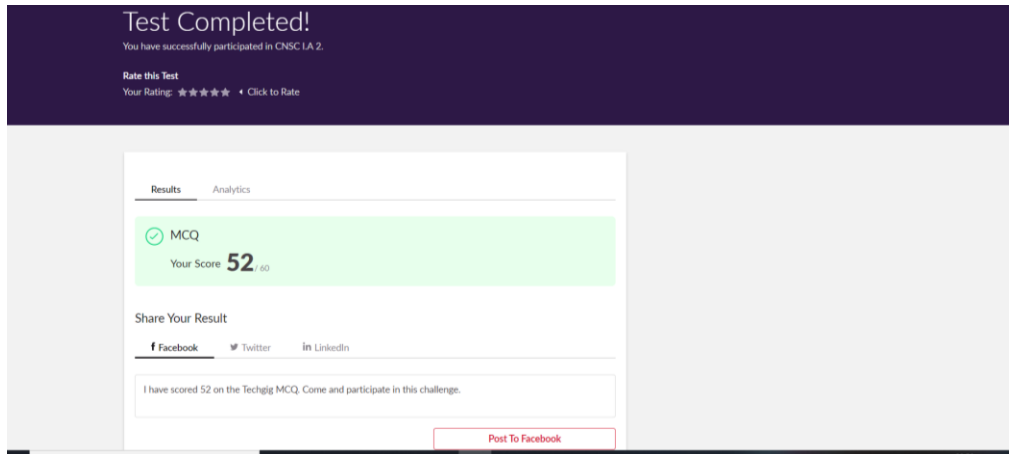 Test Completed!
You have successfully participated in CNSC I.A 2.
Rate this Test
Your Rating: Click to Rate
Results Analytics
MCQ
Your Score 52 / 60
Share Your Result
Facebook Twitter LinkedIn
I have scored 52 on the Techgig MCQ. Come and participate in this challenge.
Post To Facebook